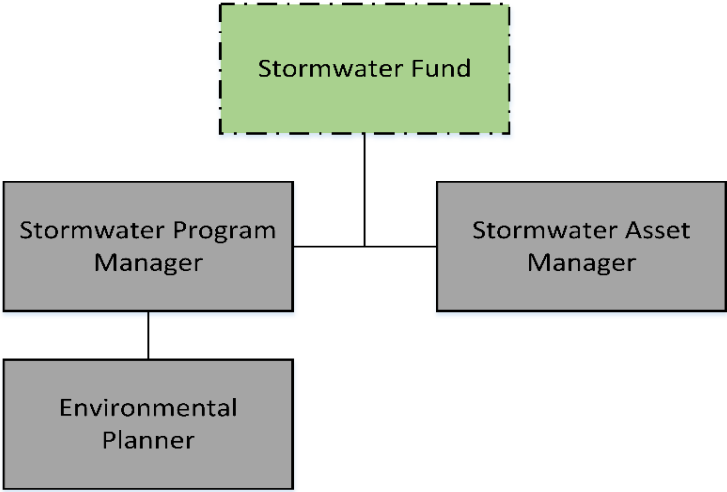 Stormwater Fund
Stormwater Program
Manager
Stormwater Asset
Manager
Environmental
Planner